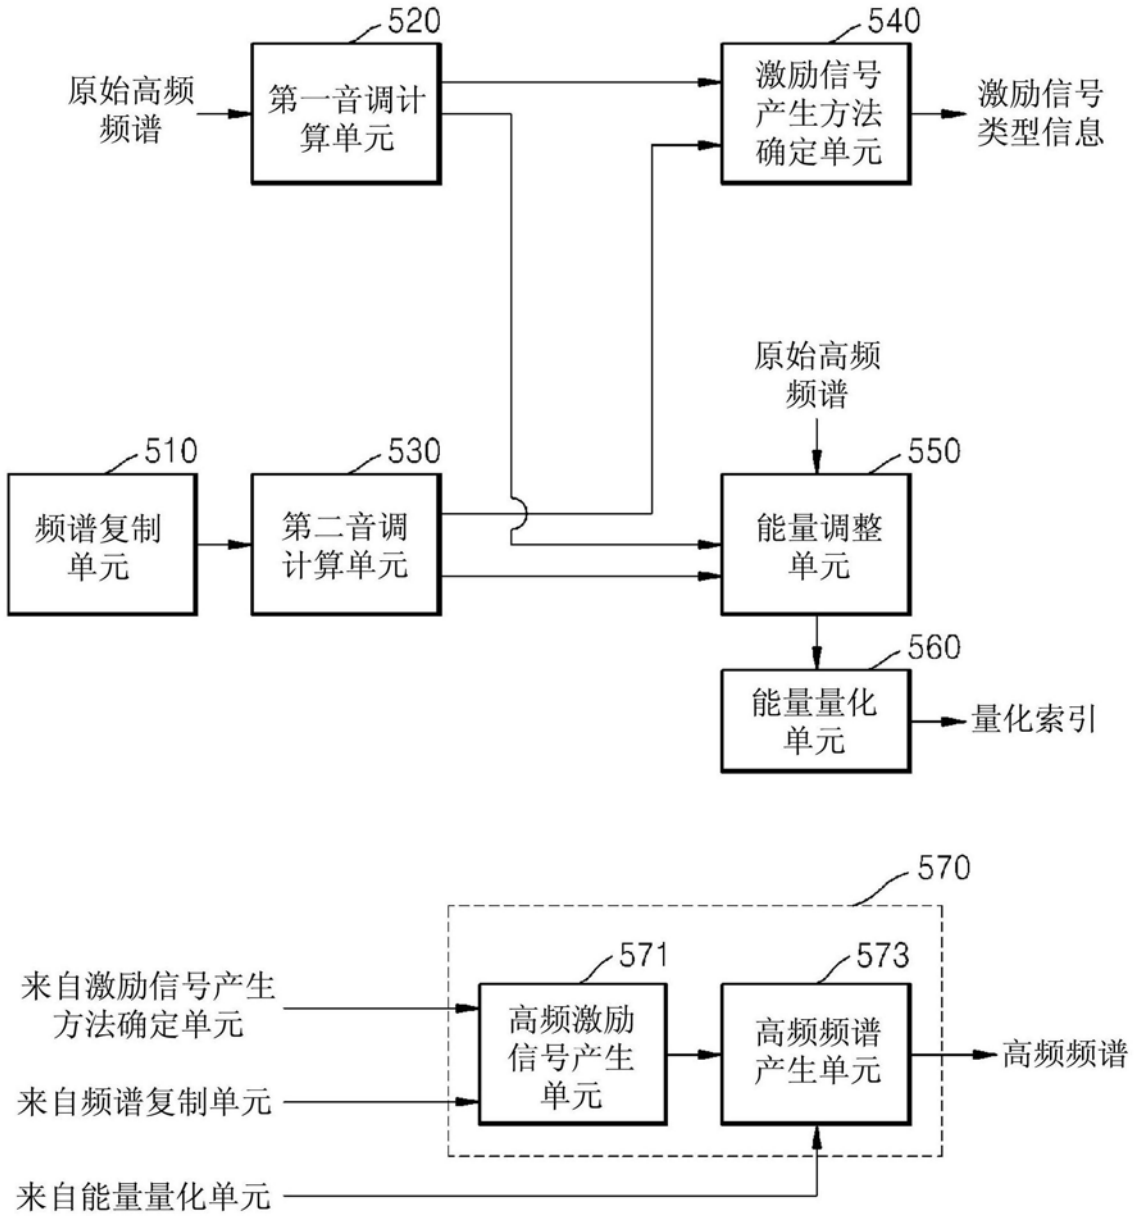 520
540
原始高频
频谱
第一音调计
算单元
激励信号
产生方法
确定单元
激励信号
类型信息
原始高频
频谱
510
530
550
频谱复制
单元
第二音调
计算单元
能量调整
单元
560
能量量化
单元
量化索引
570
571
573
来自激励信号产生
方法确定单元
高频激励
信号产生
单元
高频频谱
产生单元
高频频谱
来自频谱复制单元
来自能量量化单元